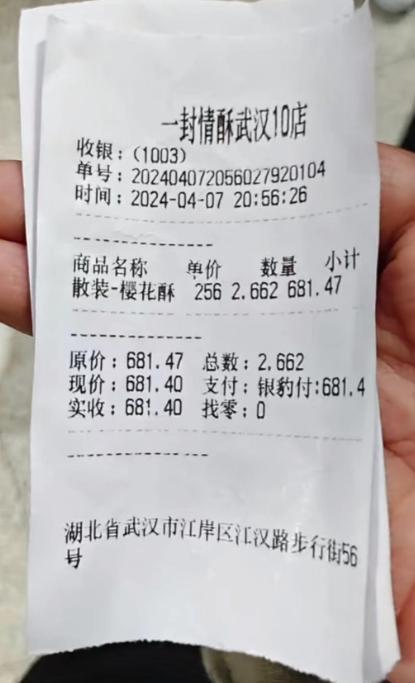 一封情酥武汉10店
收银：(1003)
单号：202404072056027920104
时间：2024-04-07 20:56:26
商品名称 单价 数量 小计
散装-樱花酥 256 2.662 681.47
原价：681.47 总数：2.662
现价：681.40 支付：银豹付:681.4
实收：681.40 找零：0
湖北省武汉市江岸区江汉路步行街56
号